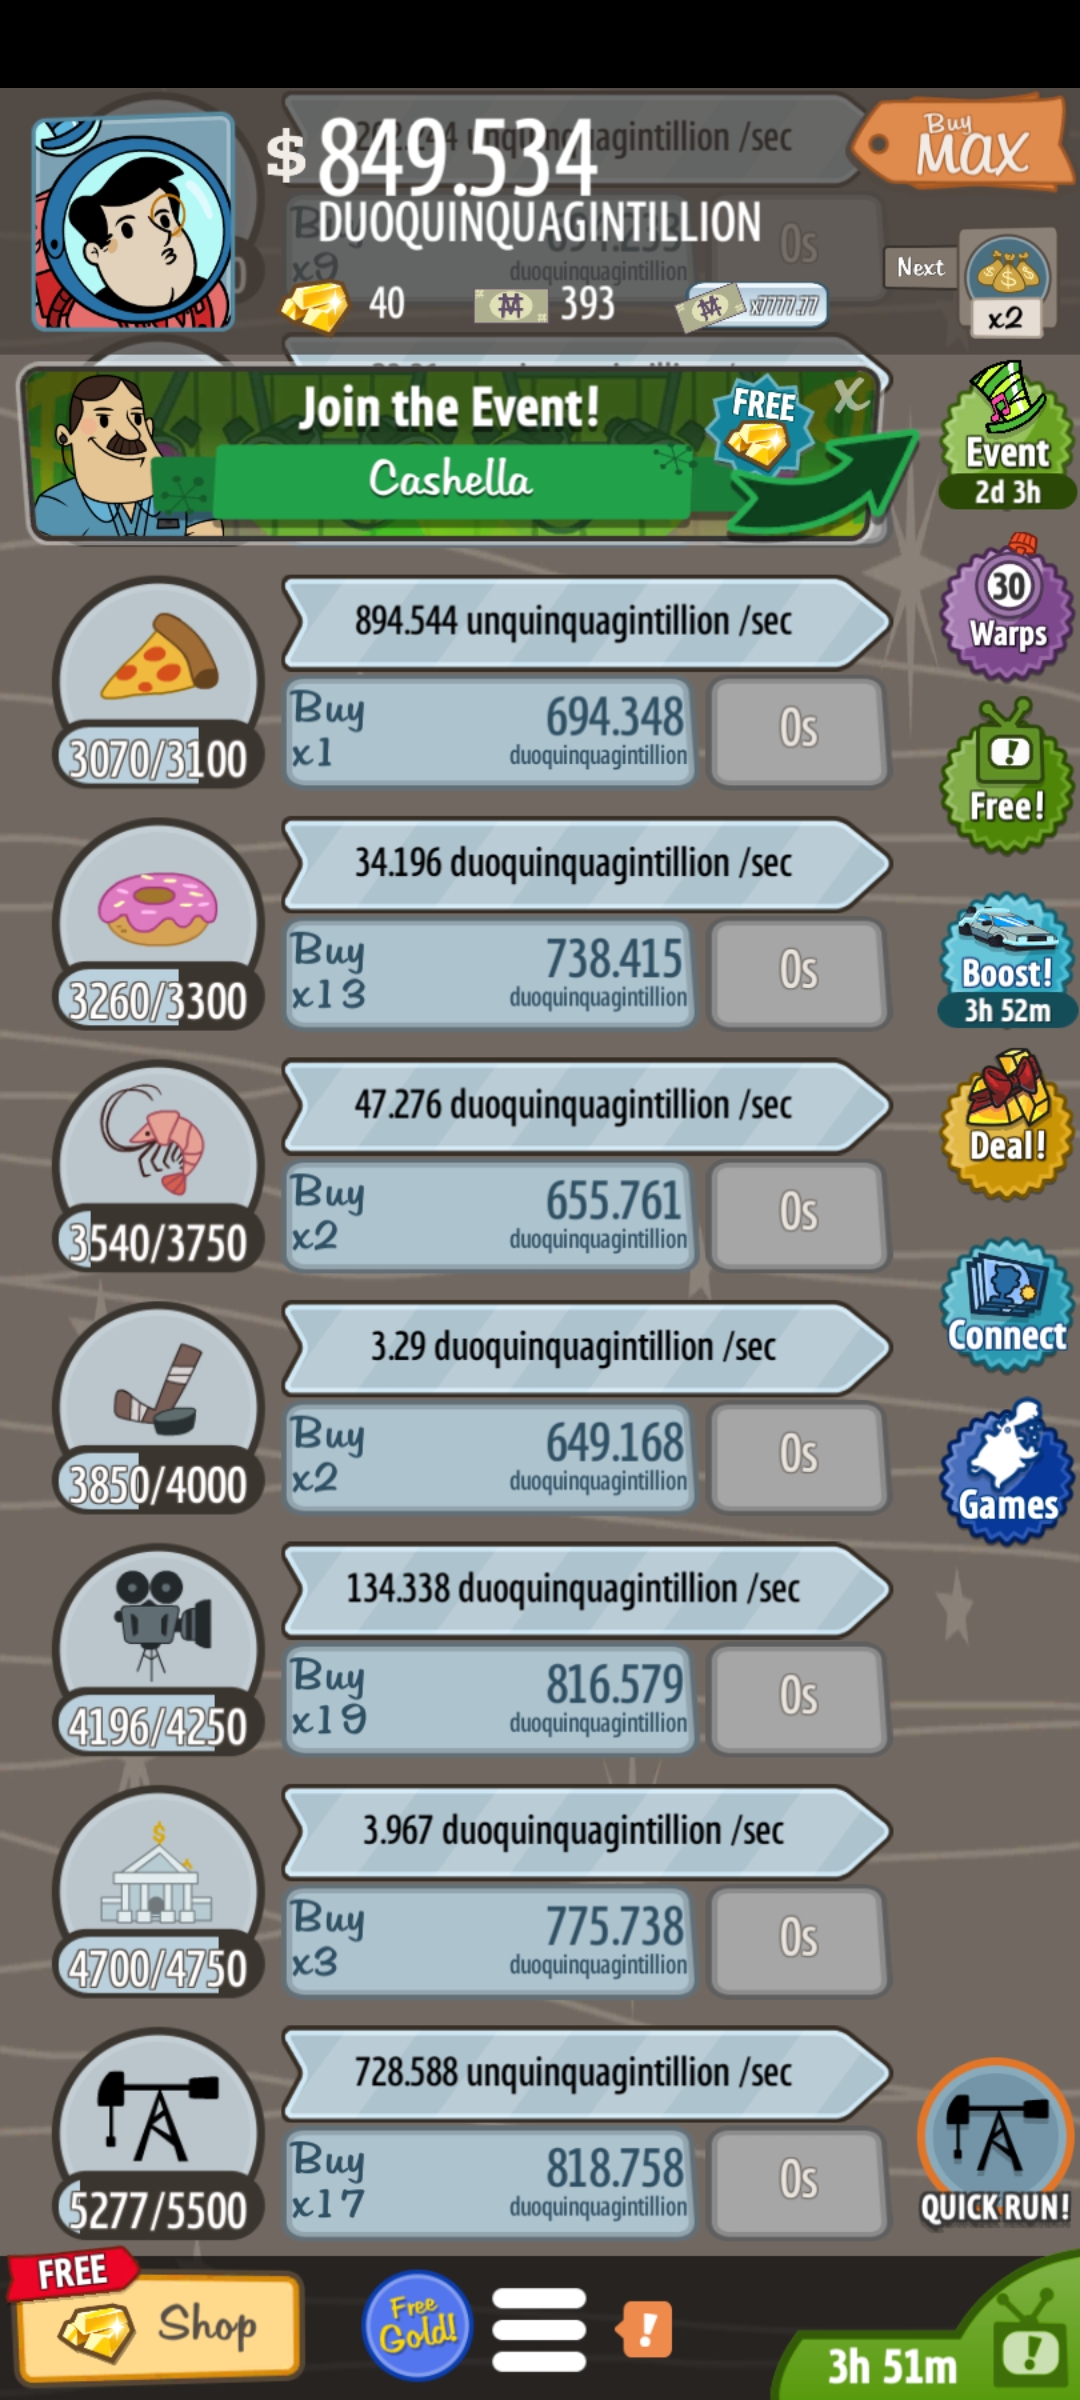 $ 849.534
DUOQUINQUAGINTILLION
40
393
x7777.77
Buy
MAX
/sec
Buy
x9
duoquinquagintillion
0s
Next
x2
Join the Event!
Cashella
FREE
X
Event
2d 3h
894.544 unquinquagintillion /sec
3070/3100
Buy
x1
694.348
duoquinquagintillion
0s
30
Warps
Free!
34.196 duoquinquagintillion /sec
3260/3300
Buy
x13
738.415
duoquinquagintillion
0s
Boost!
3h 52m
47.276 duoquinquagintillion /sec
3540/3750
Buy
x2
655.761
duoquinquagintillion
0s
Deal!
3.29 duoquinquagintillion /sec
3850/4000
Buy
x2
649.168
duoquinquagintillion
0s
Connect
Games
134.338 duoquinquagintillion /sec
4196/4250
Buy
x19
816.579
duoquinquagintillion
0s
3.967 duoquinquagintillion /sec
4700/4750
Buy
x3
775.738
duoquinquagintillion
0s
728.588 unquinquagintillion /sec
5277/5500
Buy
x17
818.758
duoquinquagintillion
0s
QUICK RUN!
FREE
Shop
Free
Gold!
!
3h 51m